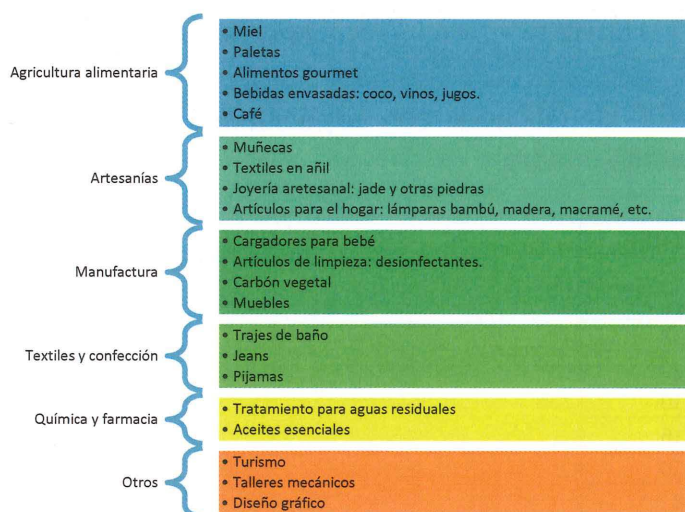 Agricultura alimentaria
• Miel
• Paletas
• Alimentos gourmet
• Bebidas envasadas: coco, vinos, jugos.
• Café
Artesanías
• Muñecas
• Textiles en añil
• Joyería aretesanal: jade y otras piedras
• Artículos para el hogar: lámparas bambú, madera, macramé, etc.
Manufactura
• Cargadores para bebé
• Artículos de limpieza: desionfectantes.
• Carbón vegetal
• Muebles
Textiles y confección
• Trajes de baño
• Jeans
• Pijamas
Química y farmacia
• Tratamiento para aguas residuales
• Aceites esenciales
Otros
• Turismo
• Talleres mecánicos
• Diseño gráfico